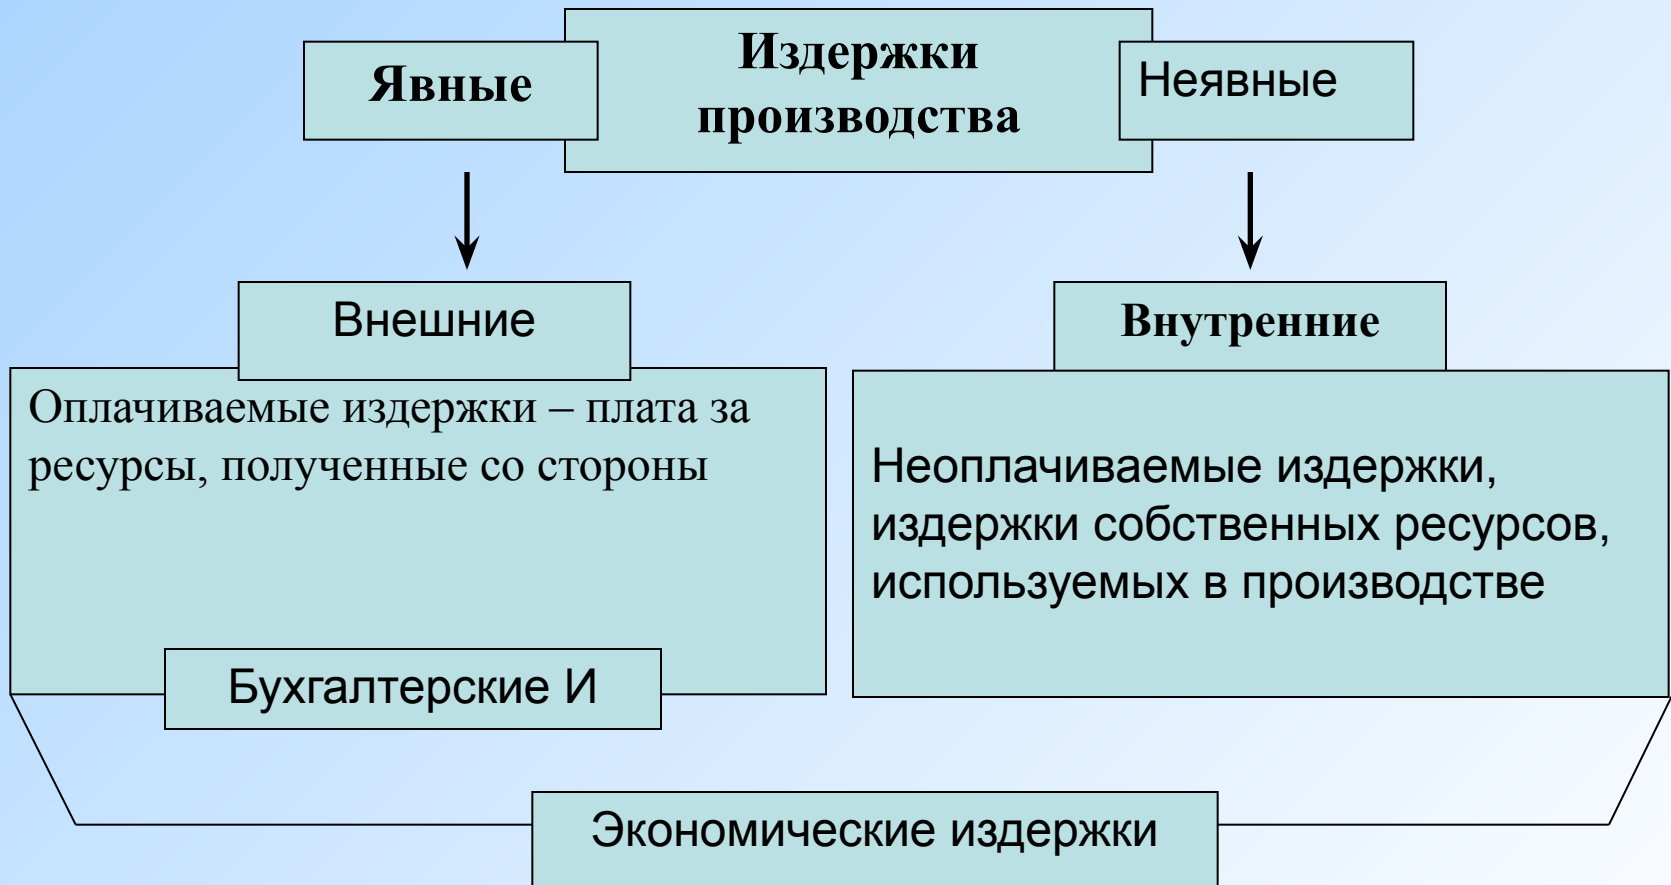 Издержки
производства
Явные
Неявные
Внешние
Внутренние
Оплачиваемые издержки – плата за
ресурсы, полученные со стороны
Неоплачиваемые издержки,
издержки собственных ресурсов,
используемых в производстве
Бухгалтерские И
Экономические издержки